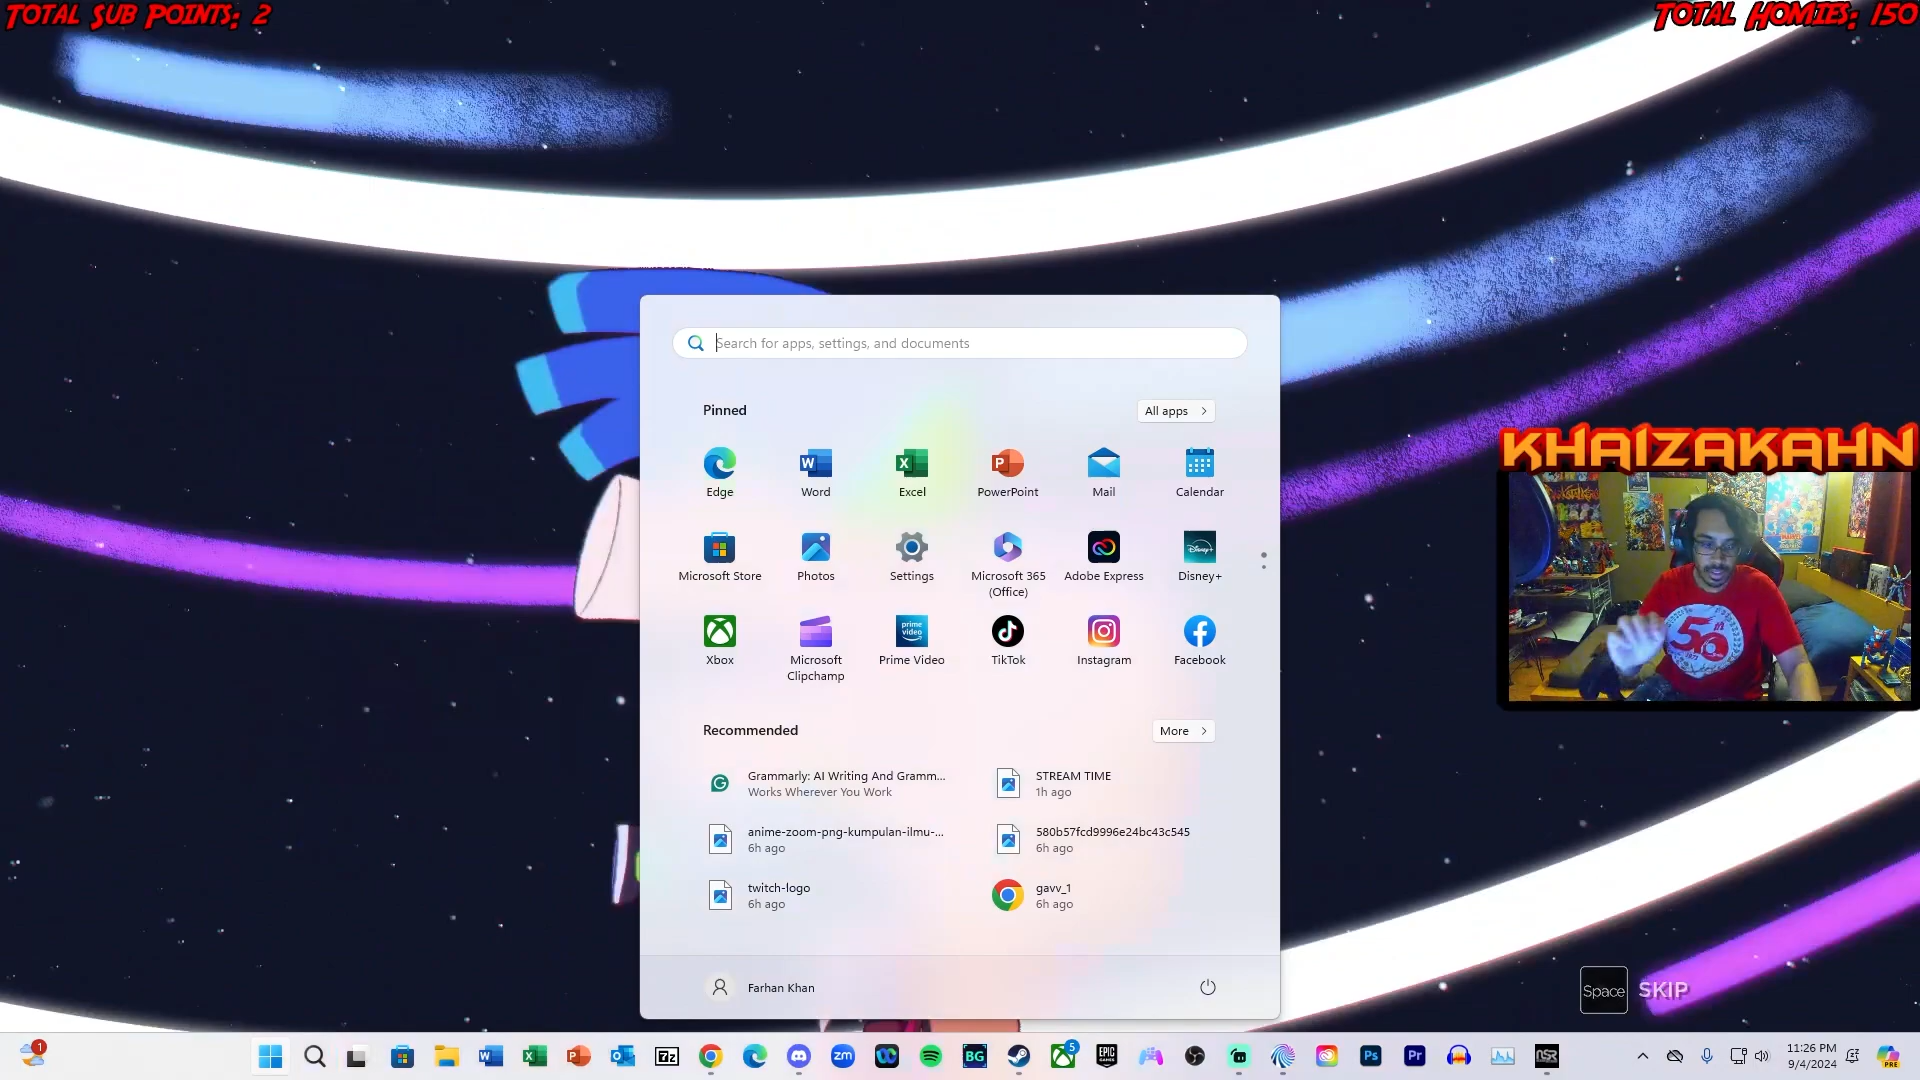 TOTAL SUB POINTS: 2
TOTAL HOMIES: 150
Search for apps, settings, and documents
Pinned
All apps
Edge
Word
Excel
PowerPoint
Mail
Calendar
Microsoft Store
Photos
Settings
Microsoft 365
(Office)
Adobe Express
Disney+
Xbox
Microsoft
Clipchamp
Prime Video
TikTok
Instagram
Facebook
KHAIZAKAHN
Recommended
More
Grammarly: AI Writing And Gramm...
Works Wherever You Work
STREAM TIME
1h ago
anime-zoom-png-kumpulan-ilmu-...
6h ago
580b57fcd9996e24bc43c545
6h ago
twitch-logo
6h ago
gavv_1
6h ago
Farhan Khan
Space SKIP
11:26 PM
9/4/2024